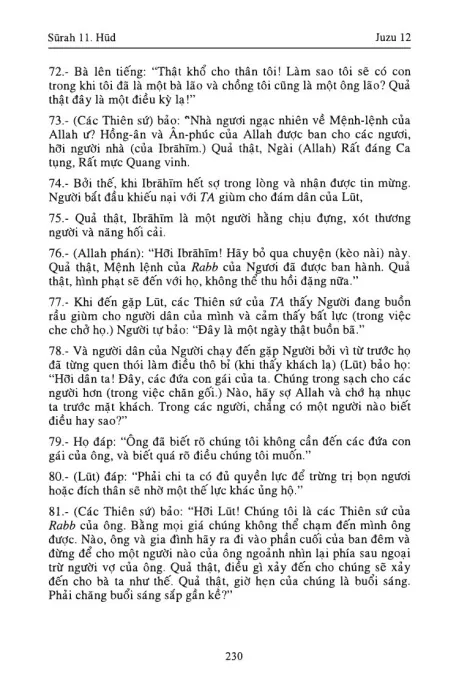 Sūrah 11. Hūd Juzu 12
72.- Bà lên tiếng: “Thật khổ cho thân tôi! Làm sao tôi sẽ có con
trong khi tôi đã là một bà lão và chồng tôi cũng là một ông lão? Quả
thật đây là một điều kỳ lạ!”
73.- (Các Thiên sứ) bảo: “Nhà ngươi ngạc nhiên về Mệnh-lệnh của
Allah ư? Hồng-ân và Ân-phúc của Allah được ban cho các ngươi,
hỡi người nhà (của Ibrāhīm.) Quả thật, Ngài (Allah) Rất đáng Ca
tụng, Rất mực Quang vinh.
74.- Bởi thế, khi Ibrāhīm hết sợ trong lòng và nhận được tin mừng.
Người bắt đầu khiếu nại với TA giùm cho đám dân của Lūt,
75.- Quả thật, Ibrāhīm là một người hằng chịu đựng, xót thương
người và năng hối cải.
76.- (Allah phán): “Hỡi Ibrāhīm! Hãy bỏ qua chuyện (kèo nài) này.
Quả thật, Mệnh lệnh của Rabb của Ngươi đã được ban hành. Quả
thật, hình phạt sẽ đến với họ, không thể thu hồi đặng nữa.”
77.- Khi đến gặp Lūt, các Thiên sứ của TA thấy Người đang buồn
rầu giùm cho người dân của mình và cảm thấy bất lực (trong việc
che chở họ.) Người tự bảo: “Đây là một ngày thật buồn bã.”
78.- Và người dân của Người chạy đến gặp Người bởi vì từ trước họ
đã từng quen thói làm điều thô bỉ (khi thấy khách lạ) (Lūt) bảo họ:
“Hỡi dân ta! Đây, các đứa con gái của ta. Chúng trong sạch cho các
người hơn (trong việc chăn gối.) Nào, hãy sợ Allah và chớ hạ nhục
ta trước mặt khách. Trong các người, chẳng có một người nào biết
điều hay sao?”
79.- Họ đáp: “Ông đã biết rõ chúng tôi không cần đến các đứa con
gái của ông, và biết quá rõ điều chúng tôi muốn.”
80.- (Lūt) đáp: “Phải chi ta có đủ quyền lực để trừng trị bọn ngươi
hoặc đích thân sẽ nhờ một thế lực khác ủng hộ.”
81.- (Các Thiên sứ) bảo: “Hỡi Lūt! Chúng tôi là các Thiên sứ của
Rabb của ông. Bằng mọi giá chúng không thể chạm đến mình ông
được. Nào, ông và gia đình hãy ra đi vào phần cuối của ban đêm và
đừng để cho một người nào của ông ngoảnh nhìn lại phía sau ngoại
trừ người vợ của ông. Quả thật, điều gì xảy đến cho chúng sẽ xảy
đến cho bà ta như thế. Quả thật, giờ hẹn của chúng là buổi sáng.
Phải chăng buổi sáng sắp gần kề?”
230